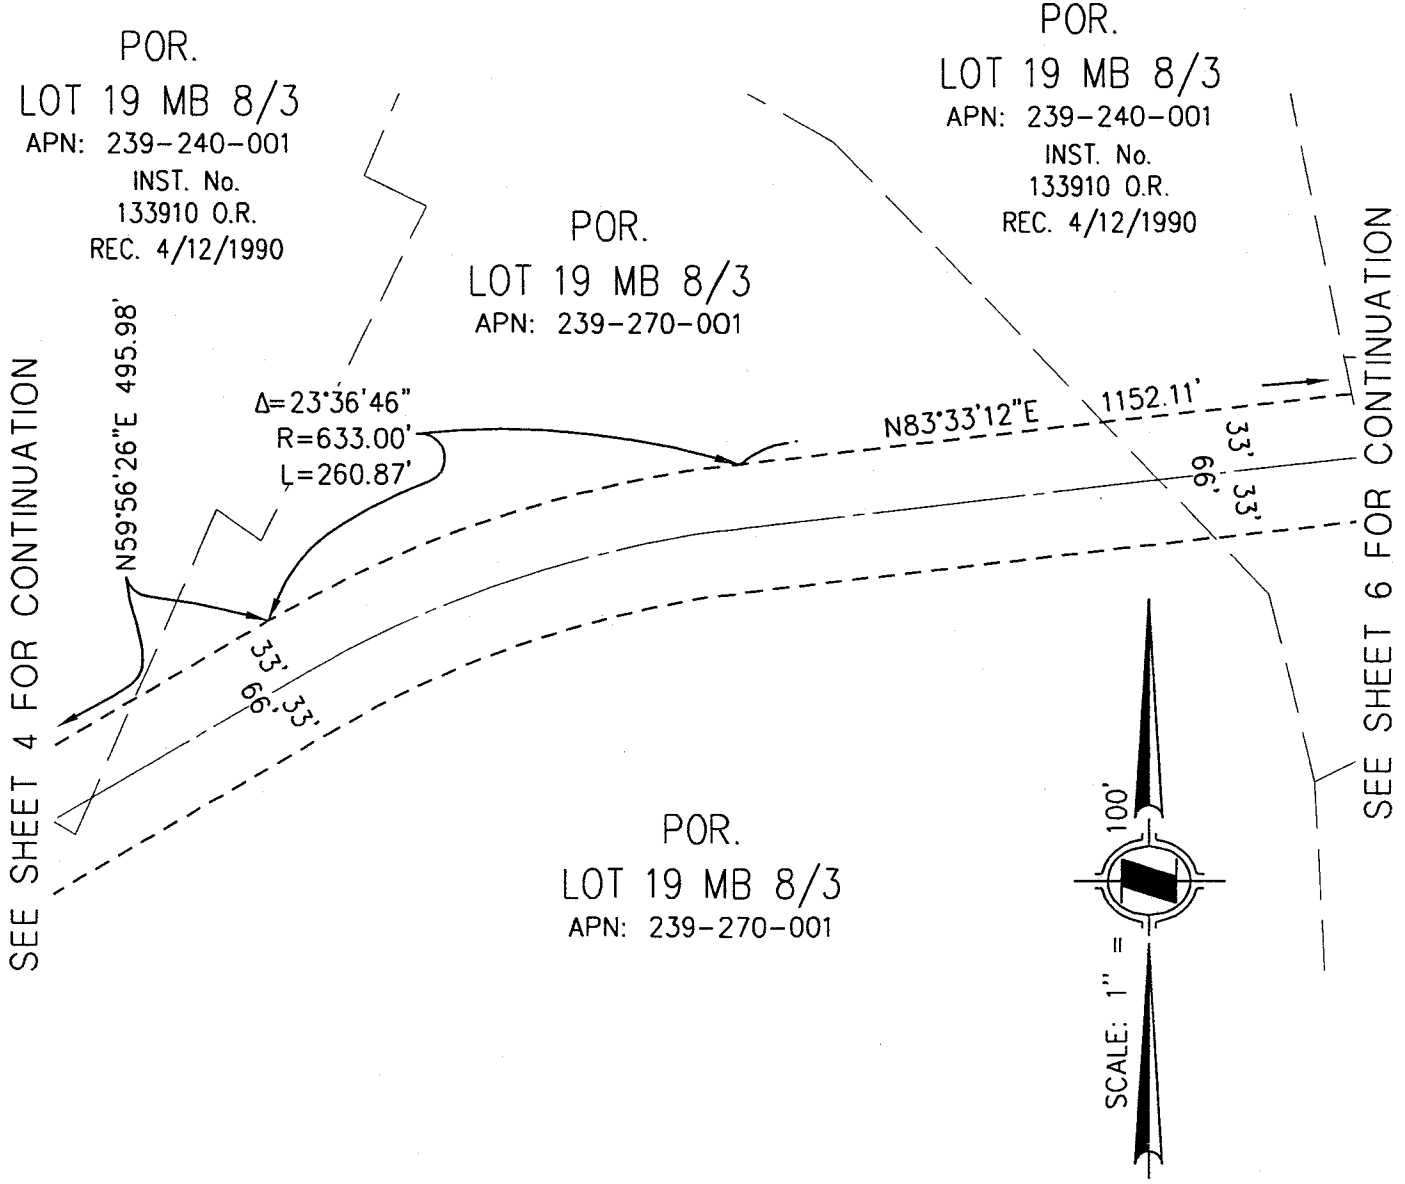 POR.
LOT 19 MB 8/3
APN: 239-240-001
INST. No.
133910 O.R.
REC. 4/12/1990
POR.
LOT 19 MB 8/3
APN: 239-240-001
INST. No.
133910 O.R.
REC. 4/12/1990
POR.
LOT 19 MB 8/3
APN: 239-270-001
N59°56'26"E 495.98'
Δ=23°36'46"
R=633.00'
L=260.87'
N83°33'12"E 1152.11'
33'
66' 33'
33'
66' 33'
SEE SHEET 4 FOR CONTINUATION
SEE SHEET 6 FOR CONTINUATION
POR.
LOT 19 MB 8/3
APN: 239-270-001
SCALE: 1" = 100'